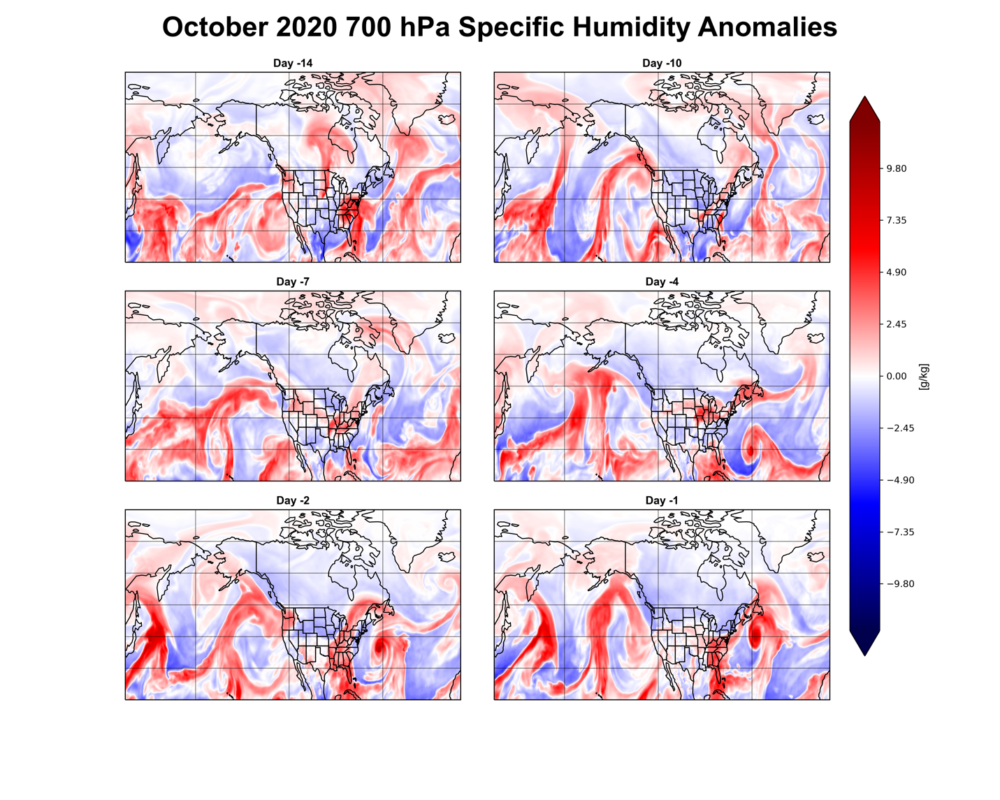 October 2020 700 hPa Specific Humidity Anomalies
Day -14
Day -10
Day -7
Day -4
Day -2
Day -1
9.80
7.35
4.90
2.45
0.00
−2.45
−4.90
−7.35
−9.80
[g/kg]